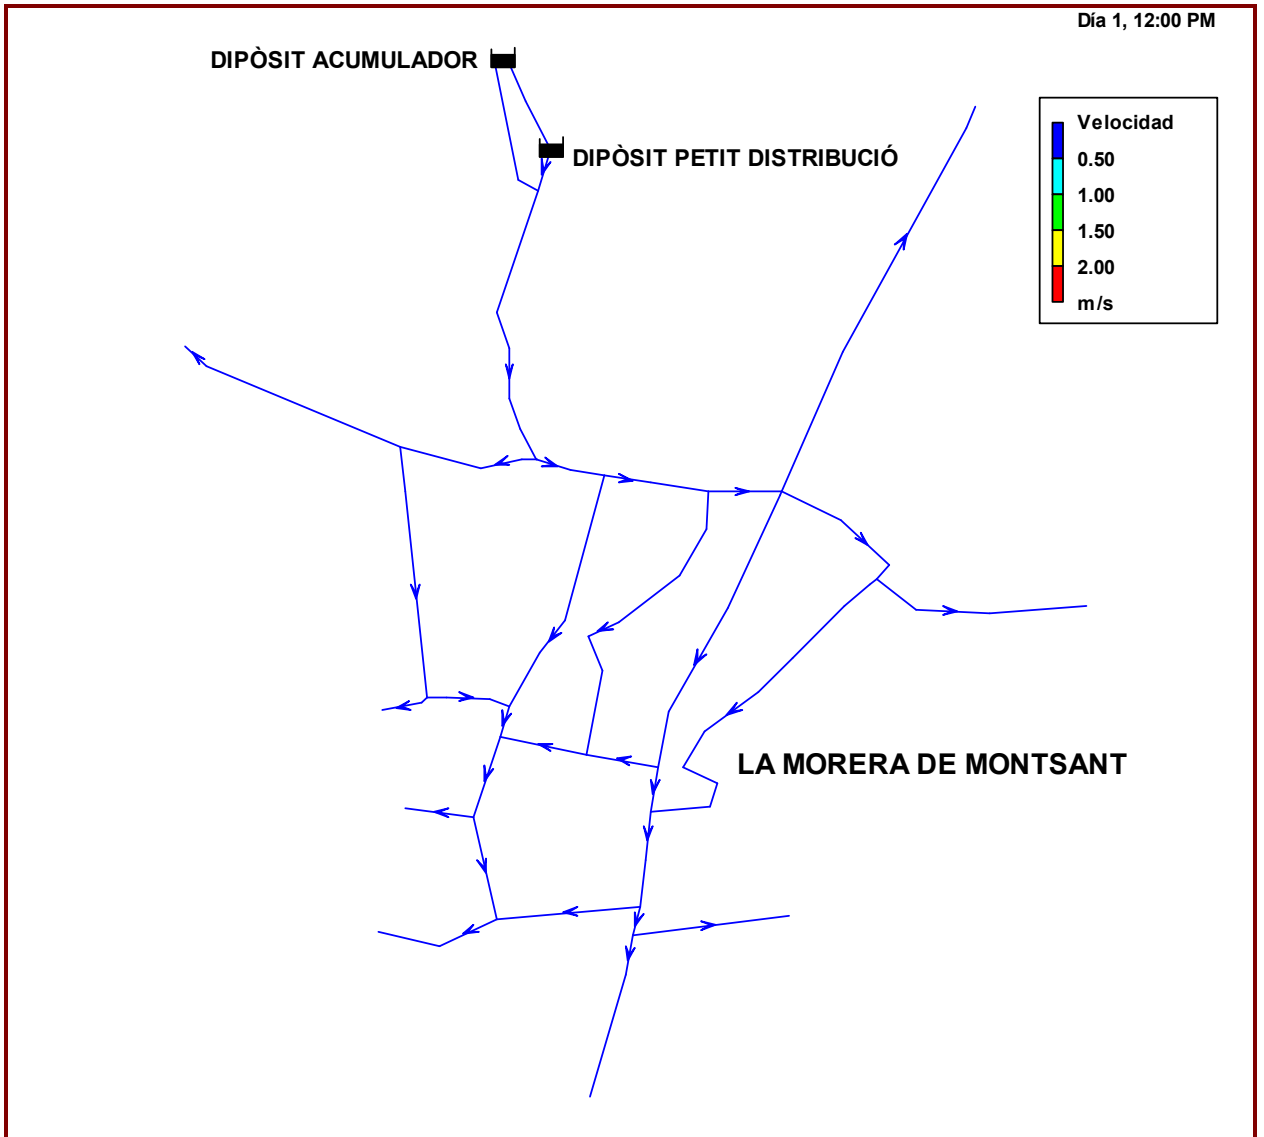 Día 1, 12:00 PM
DIPÒSIT ACUMULADOR
DIPÒSIT PETIT DISTRIBUCIÓ
Velocidad
0.50
1.00
1.50
2.00
m/s
LA MORERA DE MONTSANT